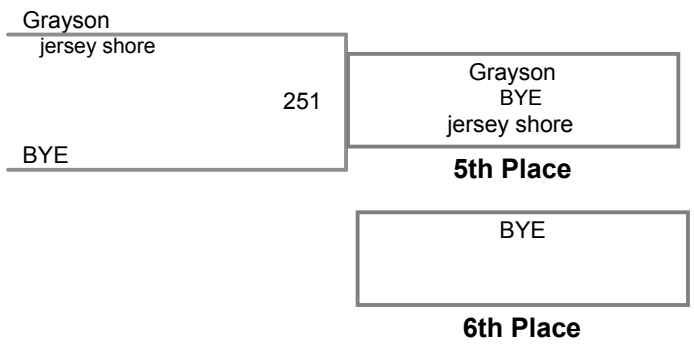 Grayson
jersey shore
251
BYE
Grayson
BYE
jersey shore
5th Place
BYE
6th Place